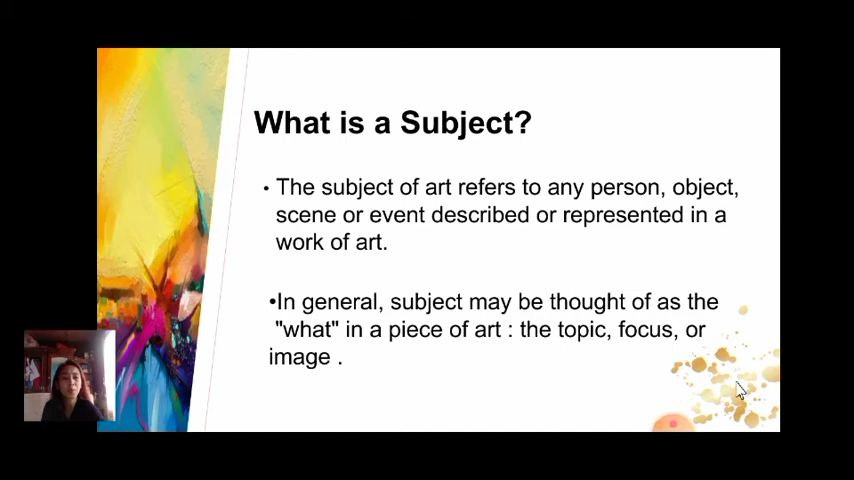 What is a Subject?
• The subject of art refers to any person, object,
scene or event described or represented in a
work of art.
•In general, subject may be thought of as the
"what" in a piece of art : the topic, focus, or
image .